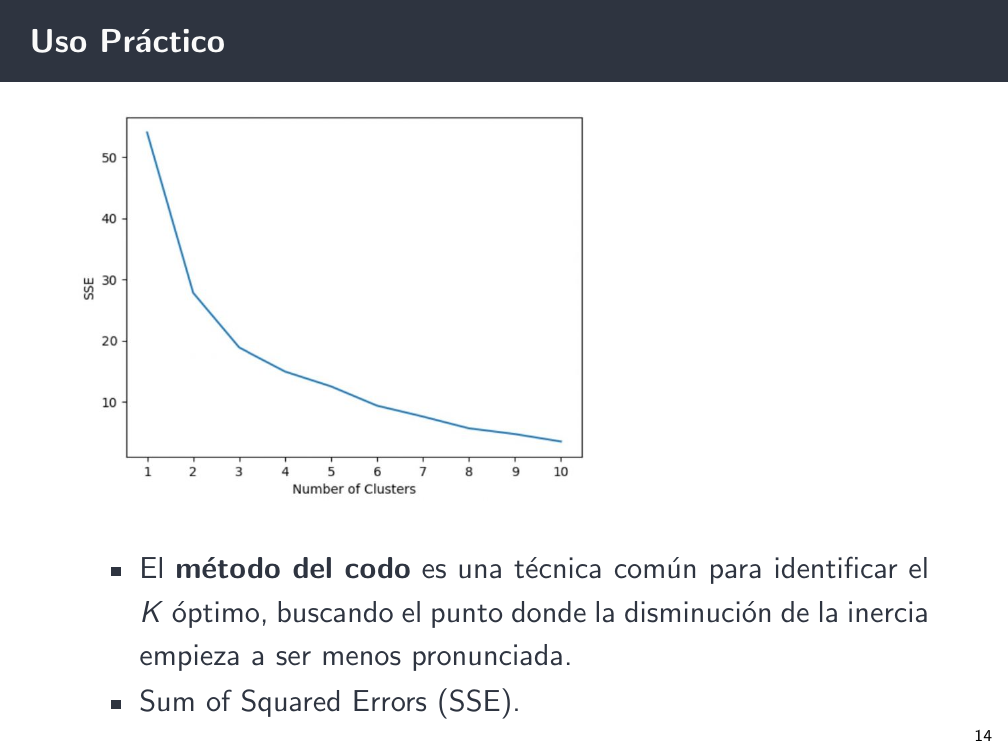 Uso Práctico
50
40
30
20
10
SSE
1 2 3 4 5 6 7 8 9 10
Number of Clusters
El método del codo es una técnica común para identificar el
K óptimo, buscando el punto donde la disminución de la inercia
empieza a ser menos pronunciada.
Sum of Squared Errors (SSE).
14